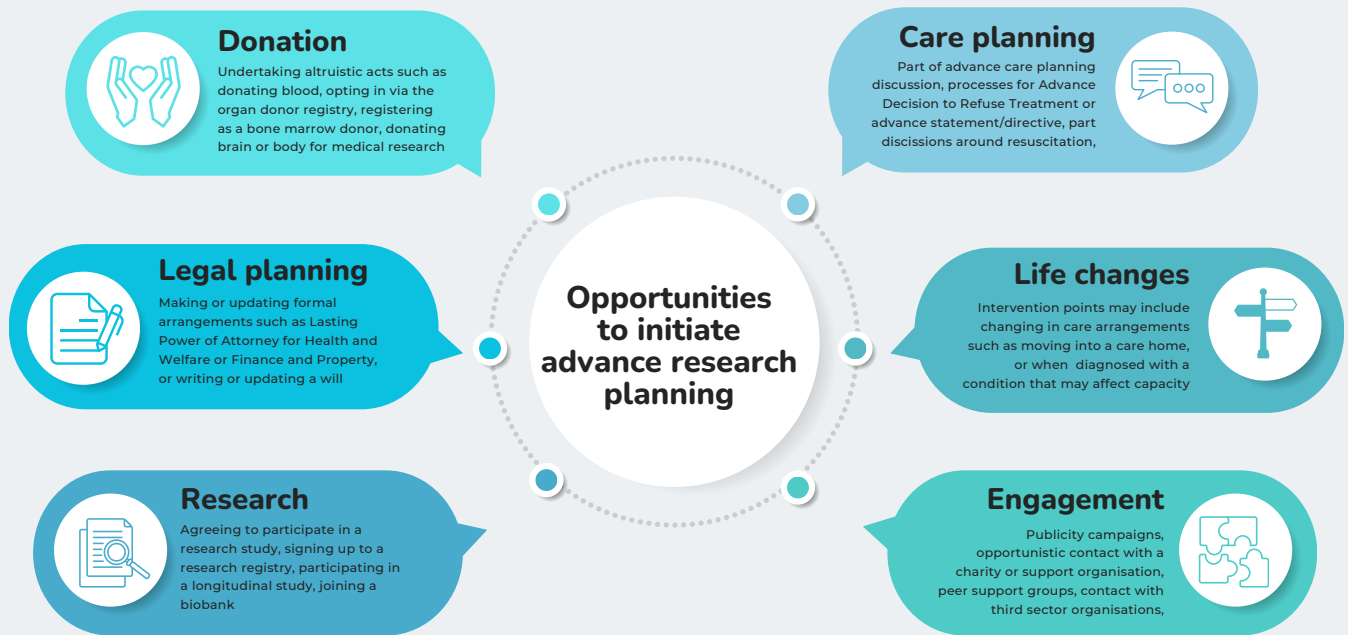 Donation
Undertaking altruistic acts such as
donating blood, opting in via the
organ donor registry, registering
as a bone marrow donor, donating
brain or body for medical research
Care planning
Part of advance care planning
discussion, processes for Advance
Decision to Refuse Treatment or
advance statement/directive, part
discissions around resuscitation,
Legal planning
Making or updating formal
arrangements such as Lasting
Power of Attorney for Health and
Welfare or Finance and Property,
or writing or updating a will
Opportunities
to initiate
advance research
planning
Life changes
Intervention points may include
changing in care arrangements
such as moving into a care home,
or when diagnosed with a
condition that may affect capacity
Research
Agreeing to participate in a
research study, signing up to a
research registry, participating in
a longitudinal study, joining a
biobank
Engagement
Publicity campaigns,
opportunistic contact with a
charity or support organisation,
peer support groups, contact with
third sector organisations,